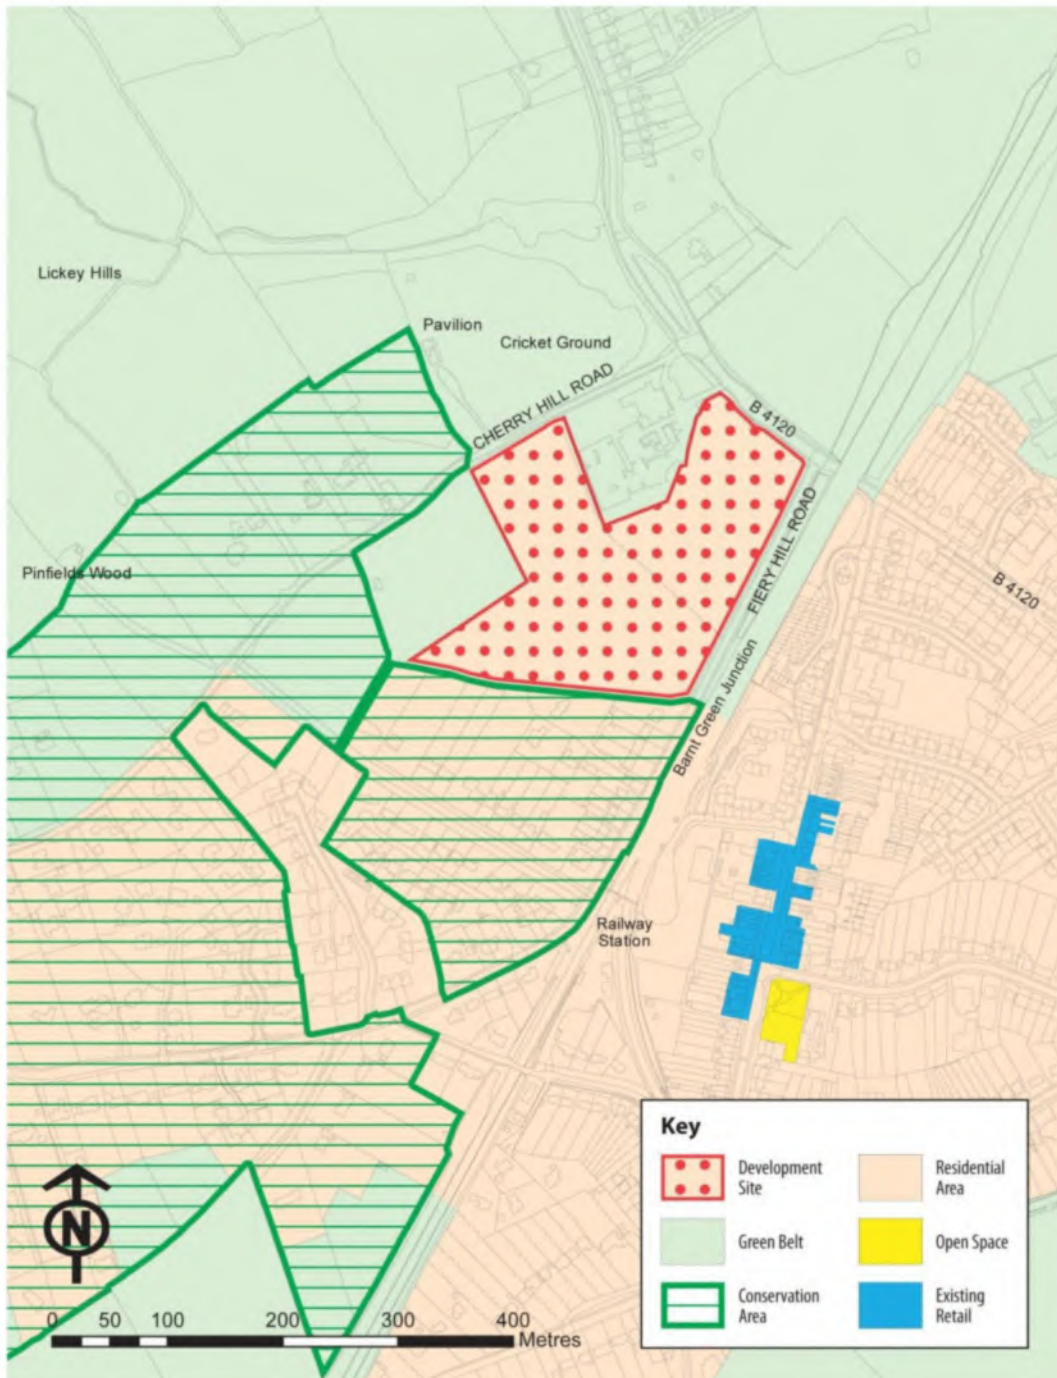 Lickey Hills
Pavilion
Cricket Ground
CHERRY HILL ROAD
B 4120
FIERY HILL ROAD
Pinfields Wood
B 4120
Barnt Green Junction
Railway
Station
Key
Development
Site
Residential
Area
Green Belt
Open Space
Conservation
Area
Existing
Retail
N
0 50 100 200 300 400
Metres